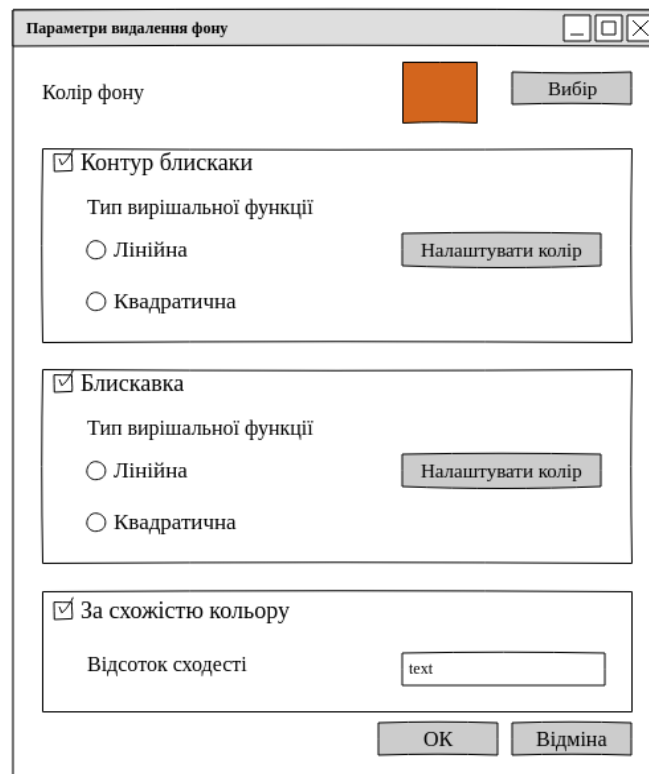 Параметри видалення фону
Колір фону
Вибір
Контур блискаки
Тип вирішальної функції
Лінійна
Налаштувати колір
Квадратична
Блискавка
Тип вирішальної функції
Лінійна
Налаштувати колір
Квадратична
За схожістю кольору
Відсоток сходесті
text
ОК
Відміна